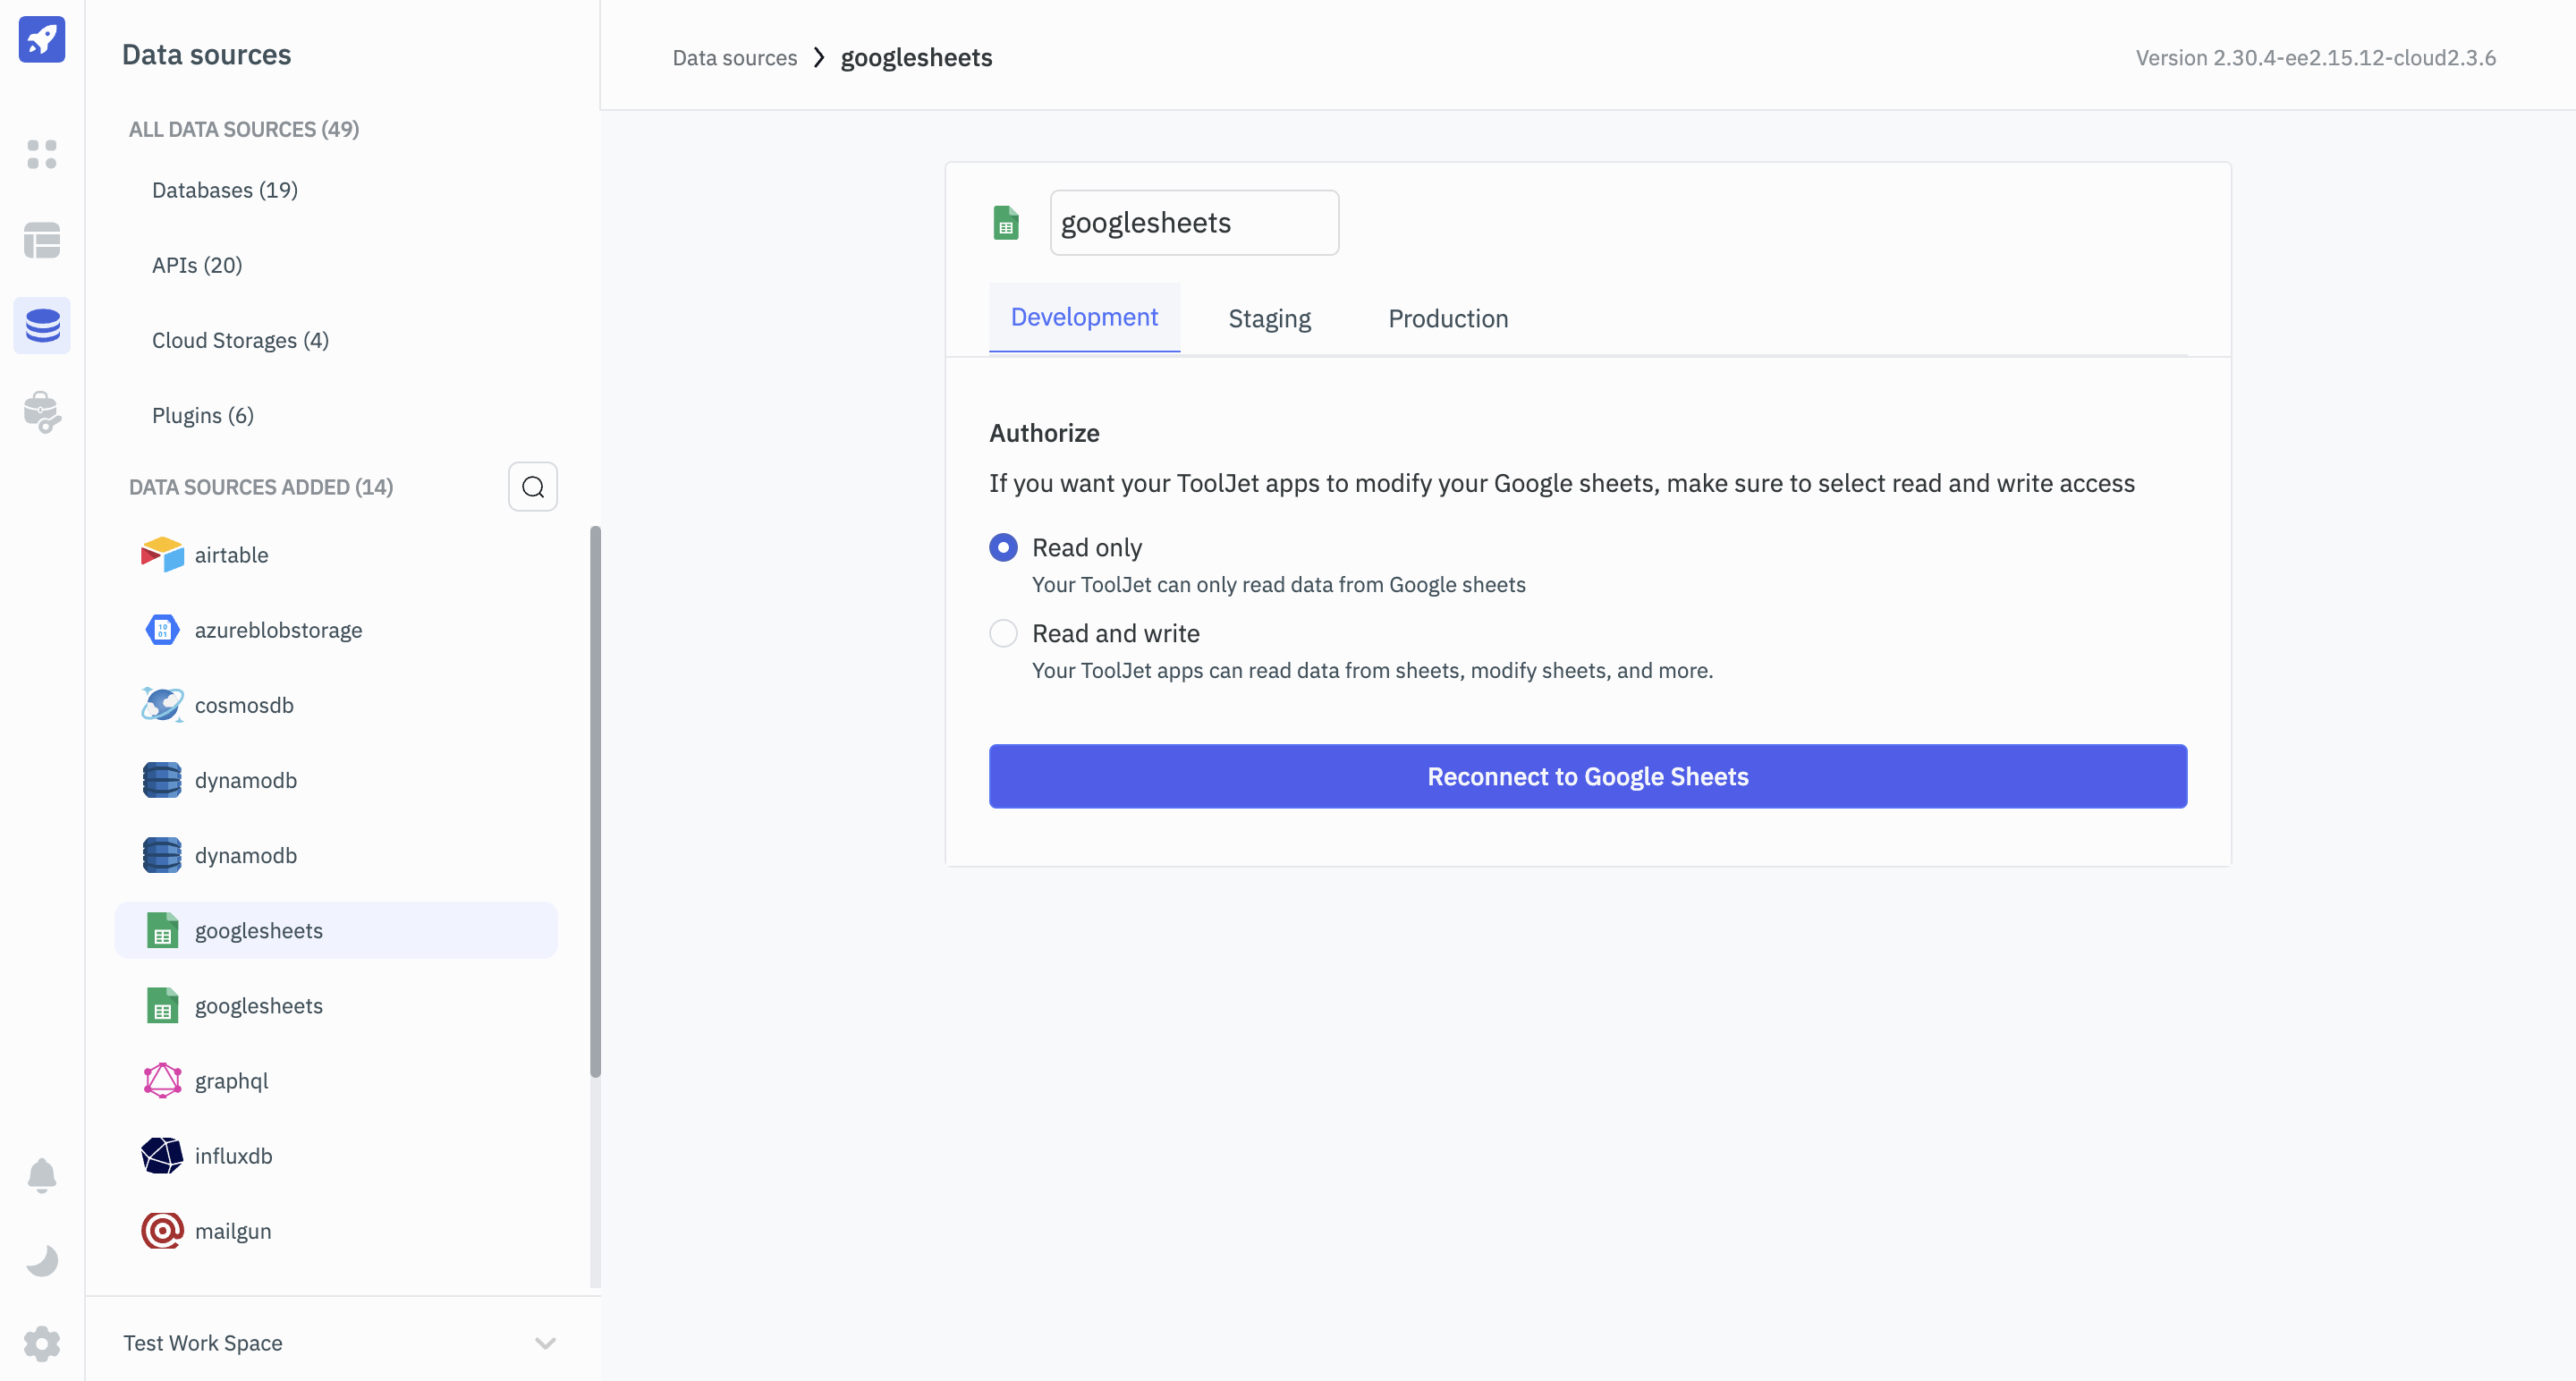 Data sources
ALL DATA SOURCES (49)
Databases (19)
APIs (20)
Cloud Storages (4)
Plugins (6)
DATA SOURCES ADDED (14)
airtable
10
01
azureblobstorage
cosmosdb
dynamodb
dynamodb
googlesheets
googlesheets
graphql
influxdb
mailgun
Test Work Space
Data sources googlesheets
Version 2.30.4-ee2.15.12-cloud2.3.6
googlesheets
Development Staging Production
Authorize
If you want your ToolJet apps to modify your Google sheets, make sure to select read and write access
Read only
Your ToolJet can only read data from Google sheets
Read and write
Your ToolJet apps can read data from sheets, modify sheets, and more.
Reconnect to Google Sheets